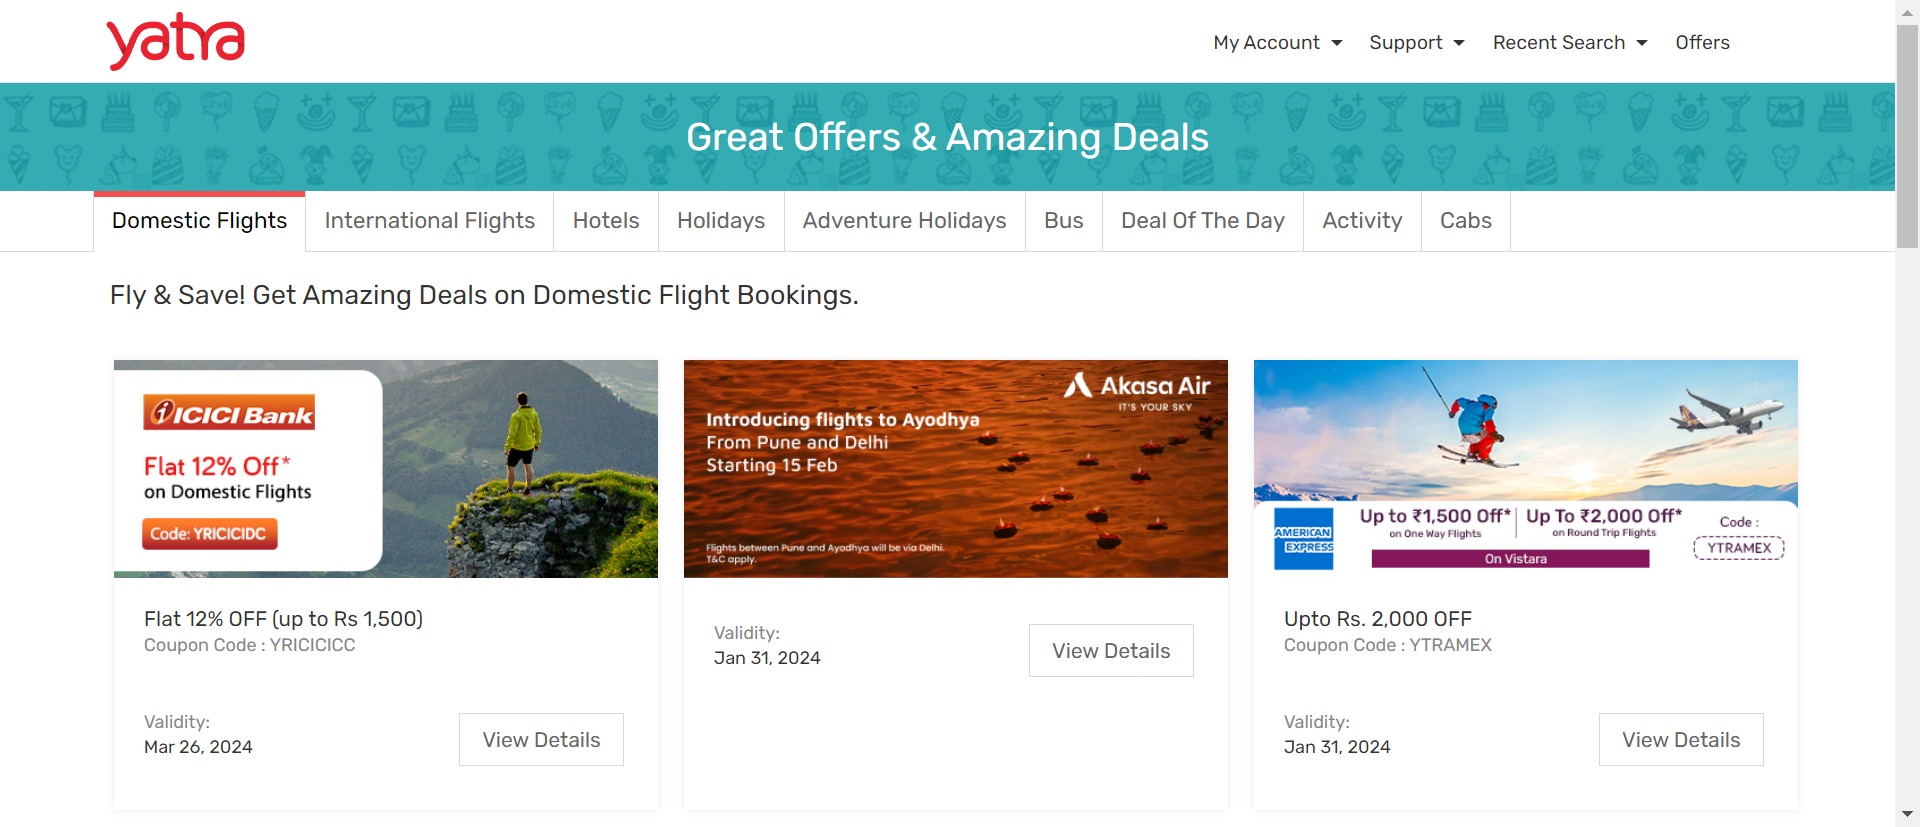 yatra
My Account
Support
Recent Search
Offers
Great Offers & Amazing Deals
Domestic Flights
International Flights
Hotels
Holidays
Adventure Holidays
Bus
Deal Of The Day
Activity
Cabs
Fly & Save! Get Amazing Deals on Domestic Flight Bookings.
ICICI Bank
Flat 12% Off*
on Domestic Flights
Code: YRICICIDC
Flat 12% OFF (up to Rs 1,500)
Coupon Code : YRICICICC
Validity:
Mar 26, 2024
View Details
Akasa Air
IT'S YOUR SKY
Introducing flights to Ayodhya
From Pune and Delhi
Starting 15 Feb
Flights between Pune and Ayodhya will be via Delhi.
T&C apply.
Validity:
Jan 31, 2024
View Details
AMERICAN
EXPRESS
Up to ₹1,500 Off*
on One Way Flights
Up To ₹2,000 Off*
on Round Trip Flights
On Vistara
Code :
YTRAMEX
Upto Rs. 2,000 OFF
Coupon Code : YTRAMEX
Validity:
Jan 31, 2024
View Details